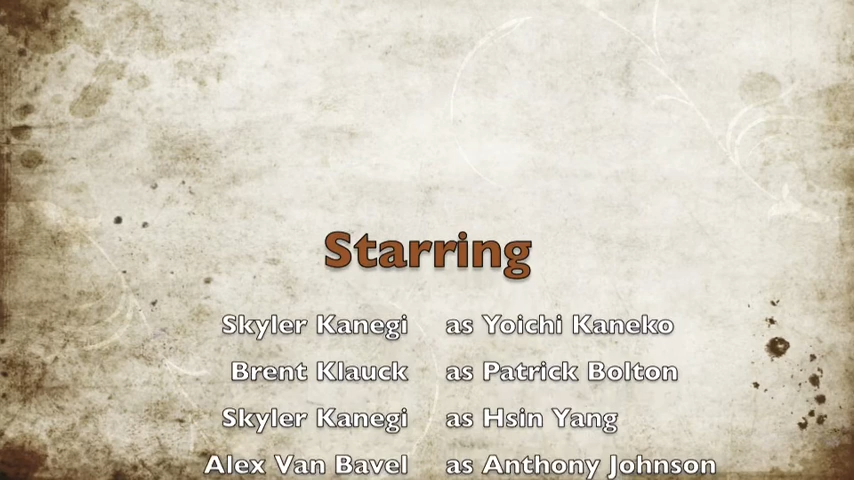 Starring
Skyler Kanegi as Yoichi Kaneko
Brent Klauck as Patrick Bolton
Skyler Kanegi as Hsin Yang
Alex Van Bavel as Anthony Johnson